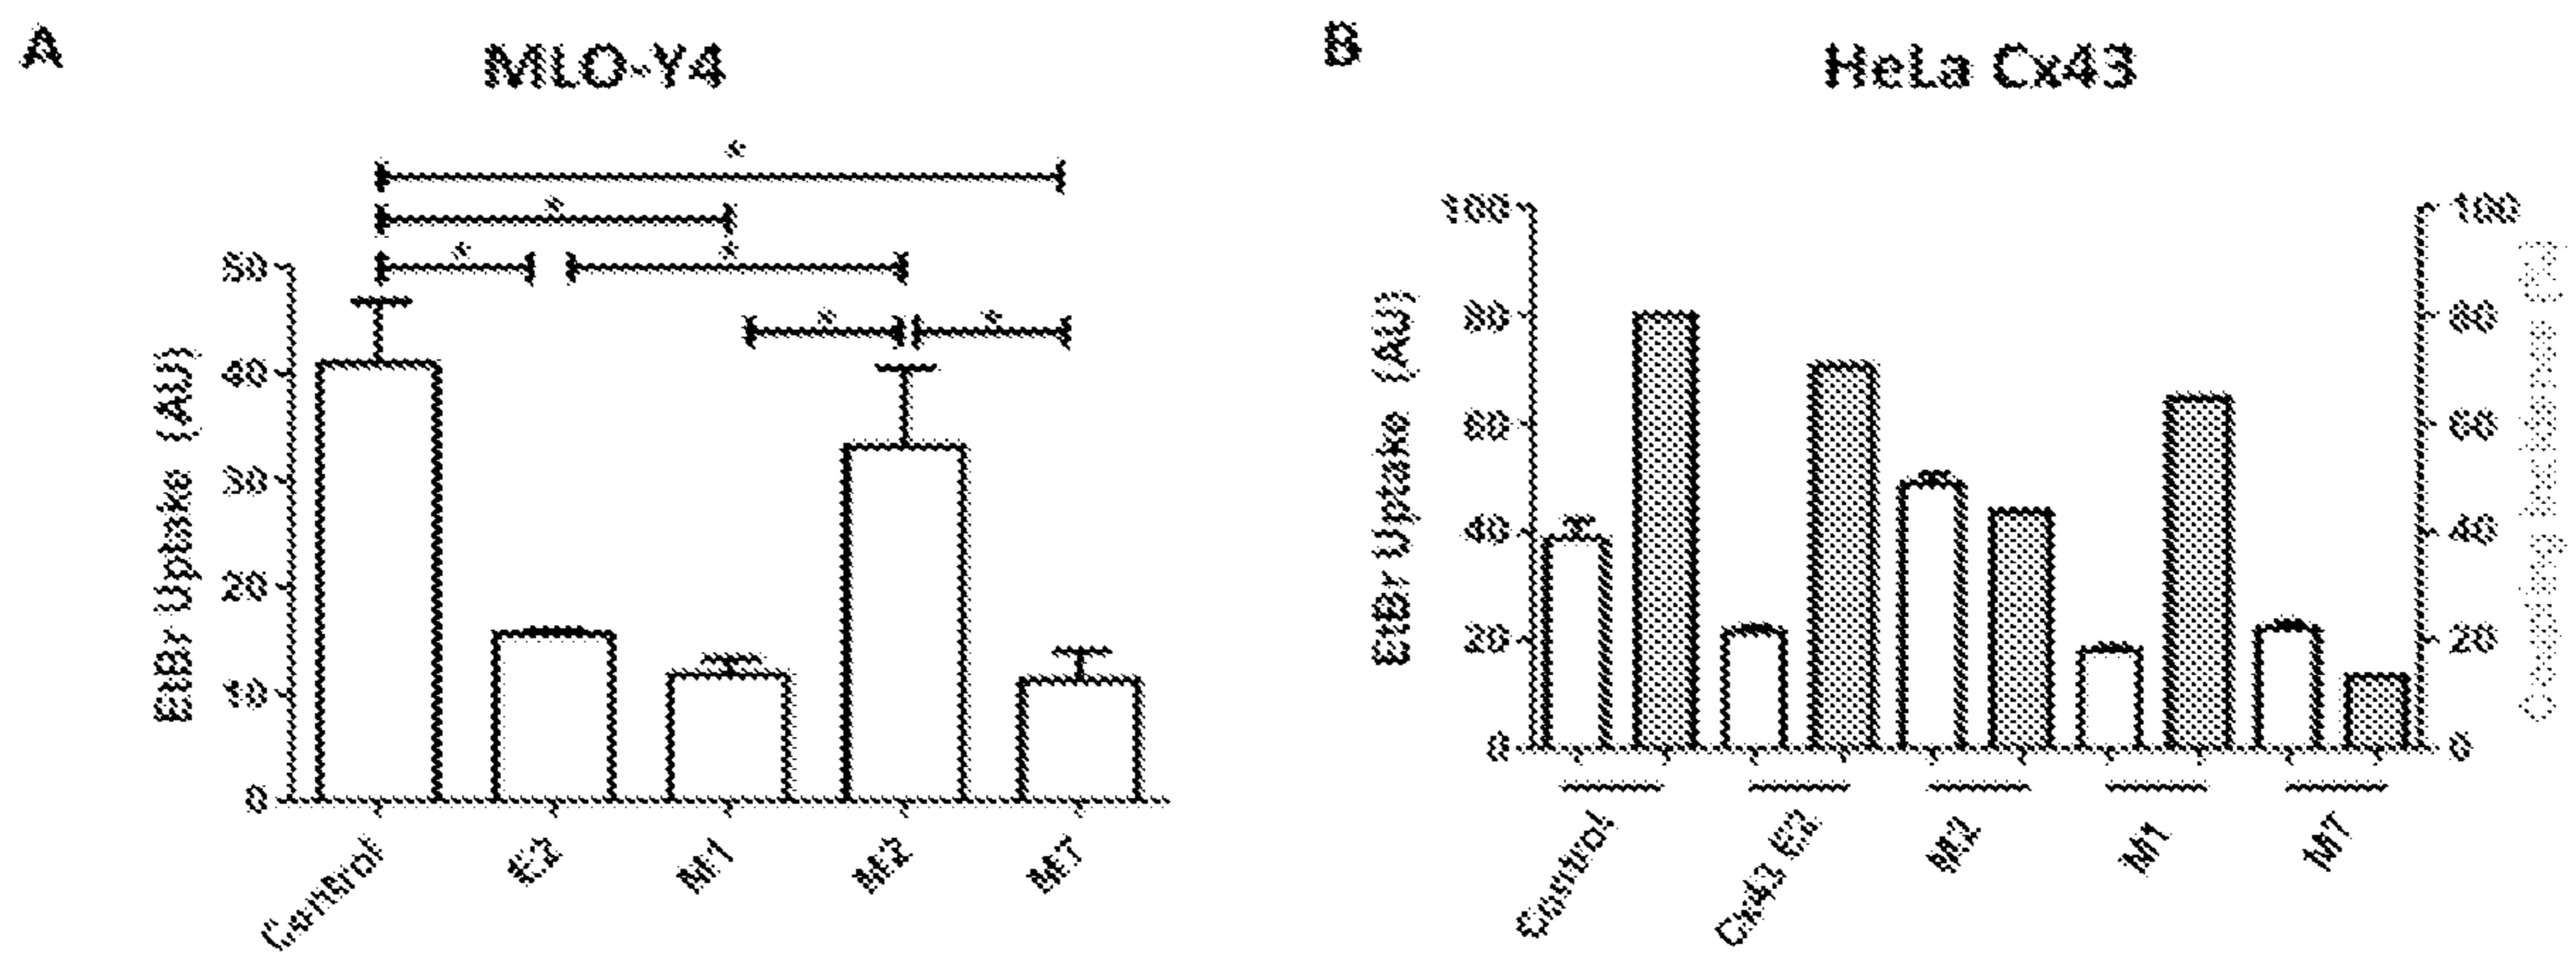 A
MLO-Y4
*
*
*
*
*
*
50
40
30
20
10
0
EtBr Uptake (AU)
Control
E2
M1
M2
M7
B
HeLa Cx43
100
80
60
40
20
0
EtBr Uptake (AU)
100
80
60
40
20
0
Coupling
Control
Cx43 E2
M2
M1
M7